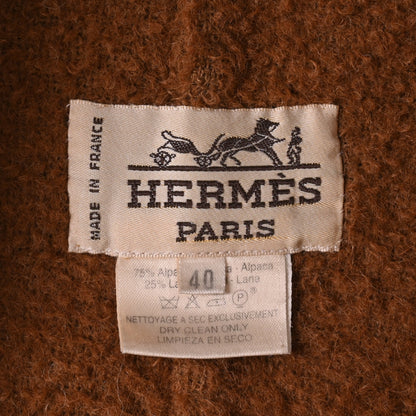 MADE IN FRANCE
HERMÈS
PARIS
75% Alpa Alpaca
25% La - Lana
40
®
P
NETTOYAGE A SEC EXCLUSIVEMENT
DRY CLEAN ONLY
LIMPIEZA EN SECO